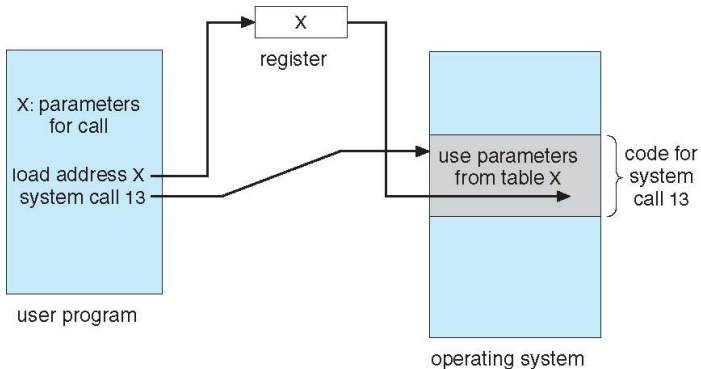 X
register
X: parameters
for call
load address X
system call 13
user program
use parameters
from table X
code for
system
call 13
operating system